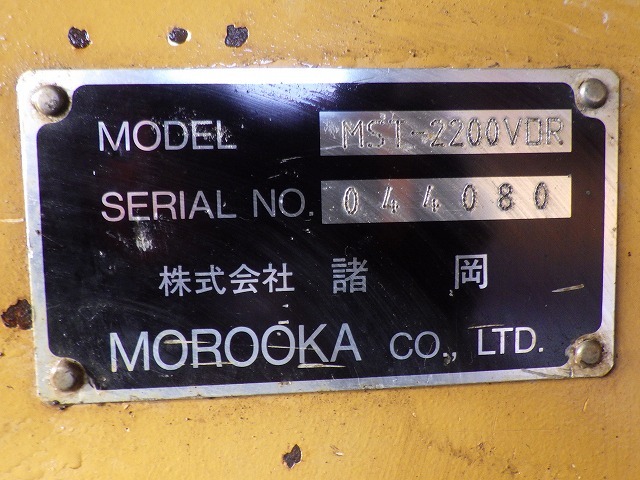 MODEL MST-2200VDR
SERIAL NO. 044080
株式会社 諸 岡
MOROOKA CO., LTD.